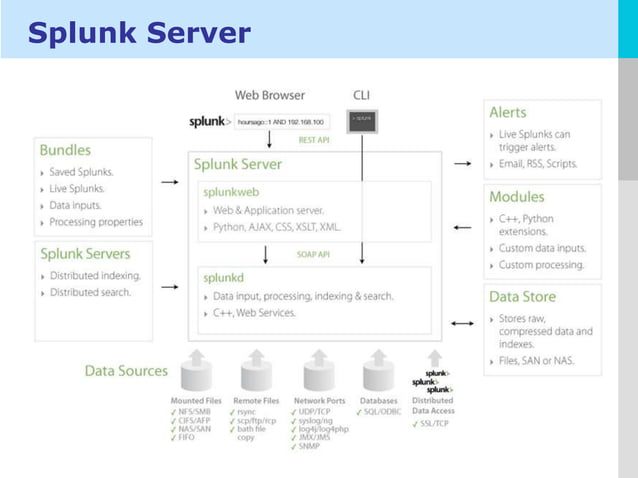 Splunk Server
Web Browser
CLI
splunk>
hoursago::1 AND 192.168.100
> splunk
REST API
Bundles
Saved Splunks.
Live Splunks.
Data inputs.
Processing properties
Splunk Servers
Distributed indexing.
Distributed search.
Splunk Server
splunkweb
Web & Application server.
Python, AJAX, CSS, XSLT, XML.
SOAP API
splunkd
Data input, processing, indexing & search.
C++, Web Services.
Alerts
Live Splunks can
trigger alerts.
Email, RSS, Scripts.
Modules
C++, Python
extensions.
Custom data inputs.
Custom processing.
Data Store
Stores raw,
compressed data and
indexes.
Files, SAN or NAS.
Data Sources
Mounted Files
✓ NFS/SMB
✓ CIFS/AFP
✓ NAS/SAN
✓ FIFO
Remote Files
✓ rsync
✓ scp/ftp/rcp
✓ bath file
copy
Network Ports
✓ UDP/TCP
✓ syslog/ng
✓ log4j/log4php
✓ JMX/JMS
✓ SNMP
Databases
✓ SQL/ODBC
splunk>
splunk>
splunk>
Distributed
Data Access
✓ SSL/TCP